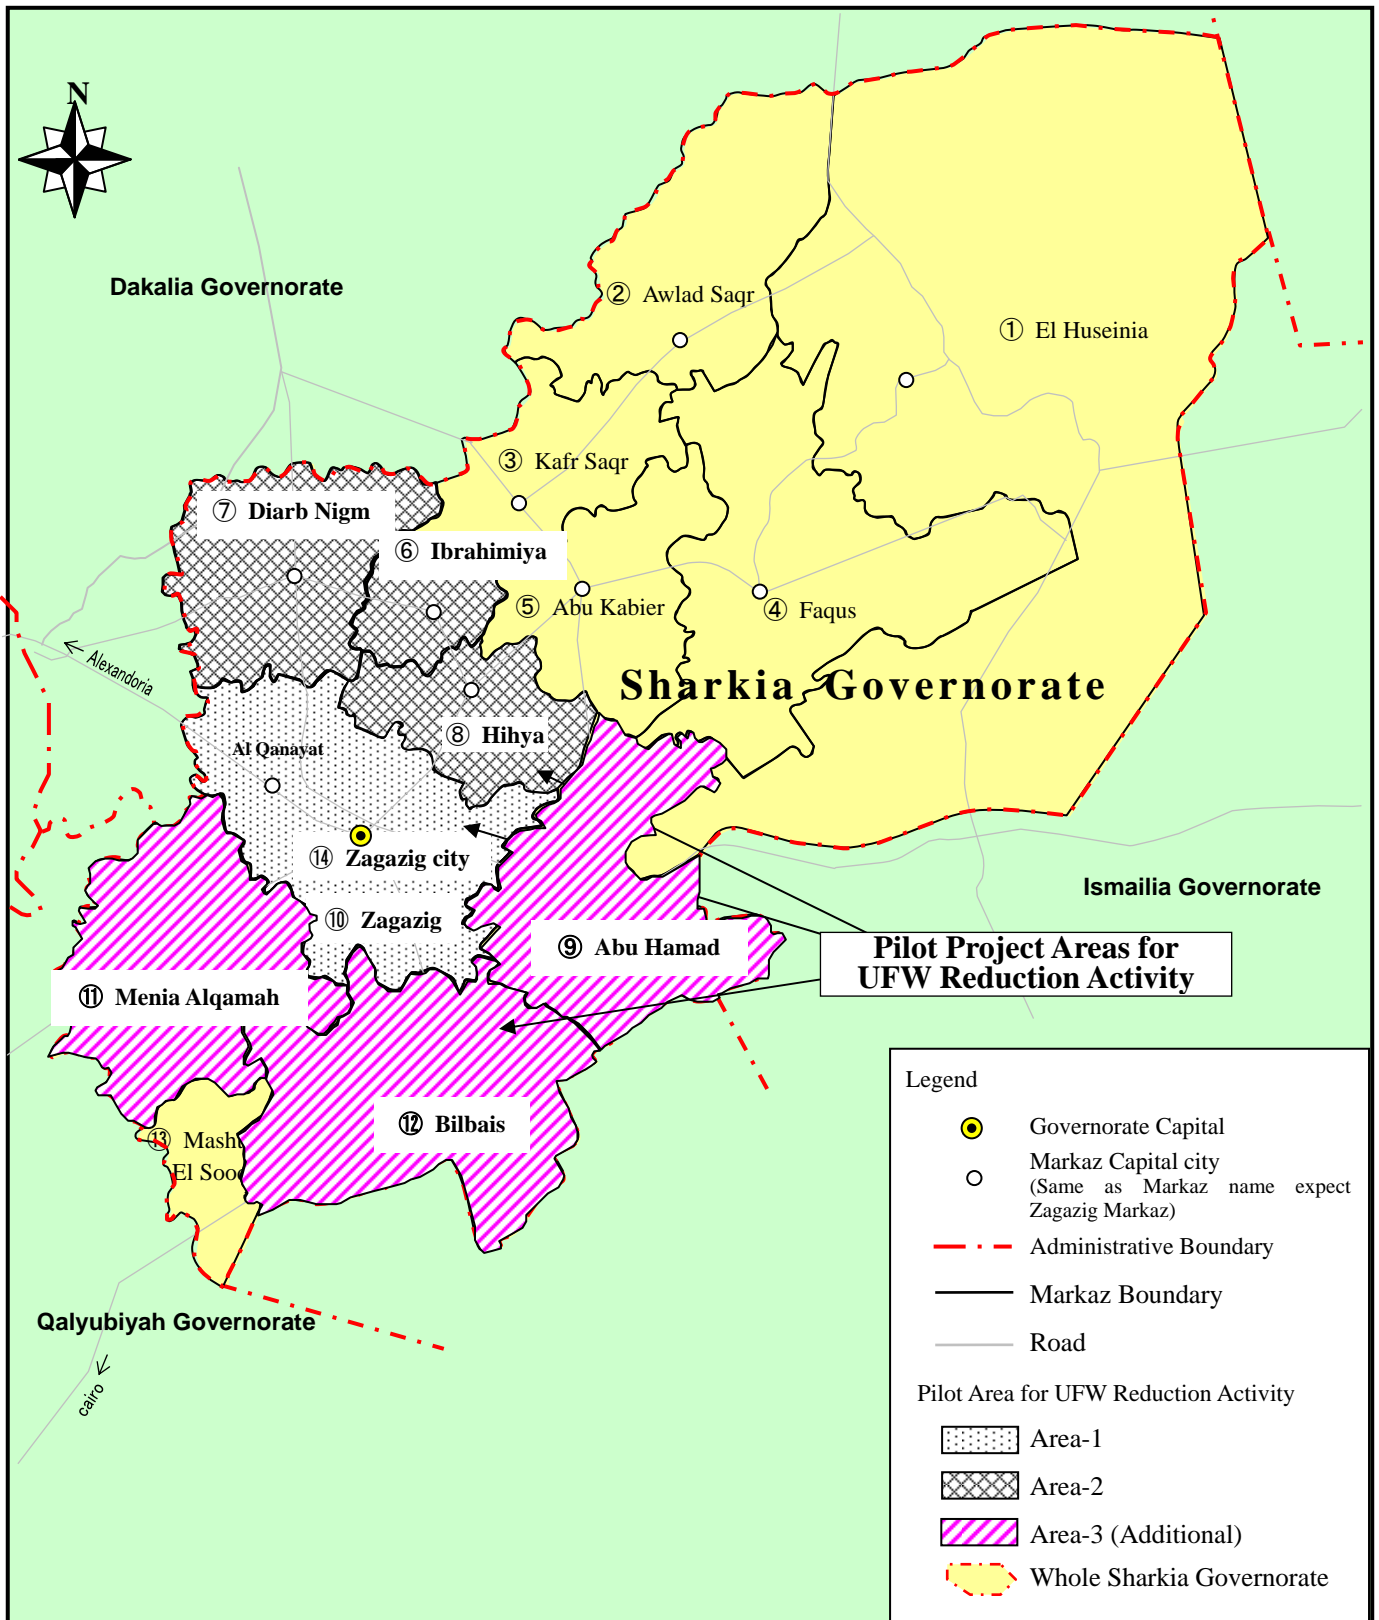 N
Dakalia Governorate
② Awlad Saqr
① El Huseinia
③ Kafr Saqr
⑦ Diarb Nigm
⑥ Ibrahimiya
⑤ Abu Kabier
④ Faqus
Alexandoria
Sharkia Governorate
⑧ Hihya
Al Qanayat
⑭ Zagazig city
Ismailia Governorate
⑩ Zagazig
⑨ Abu Hamad
Pilot Project Areas for
UFW Reduction Activity
⑪ Menia Alqamah
⑫ Bilbais
⑬ Masht
El Sooq
Qalyubiyah Governorate
cairo
Legend
Governorate Capital
Markaz Capital city
(Same as Markaz name expect
Zagazig Markaz)
Administrative Boundary
Markaz Boundary
Road
Pilot Area for UFW Reduction Activity
Area-1
Area-2
Area-3 (Additional)
Whole Sharkia Governorate